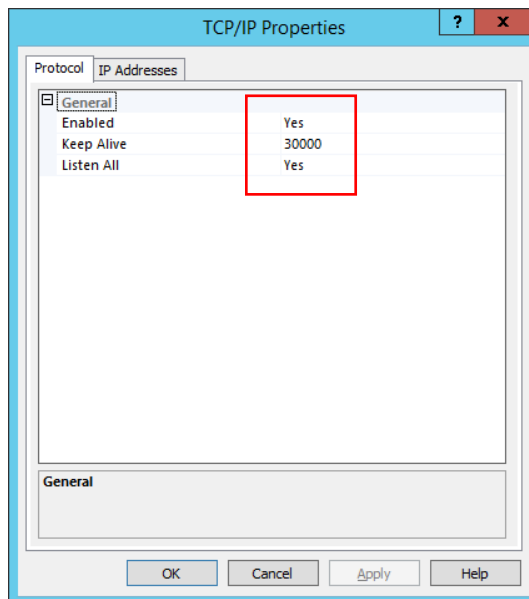 TCP/IP Properties
?
x
Protocol
IP Addresses
General
Enabled Yes
Keep Alive 30000
Listen All Yes
General
OK
Cancel
Apply
Help